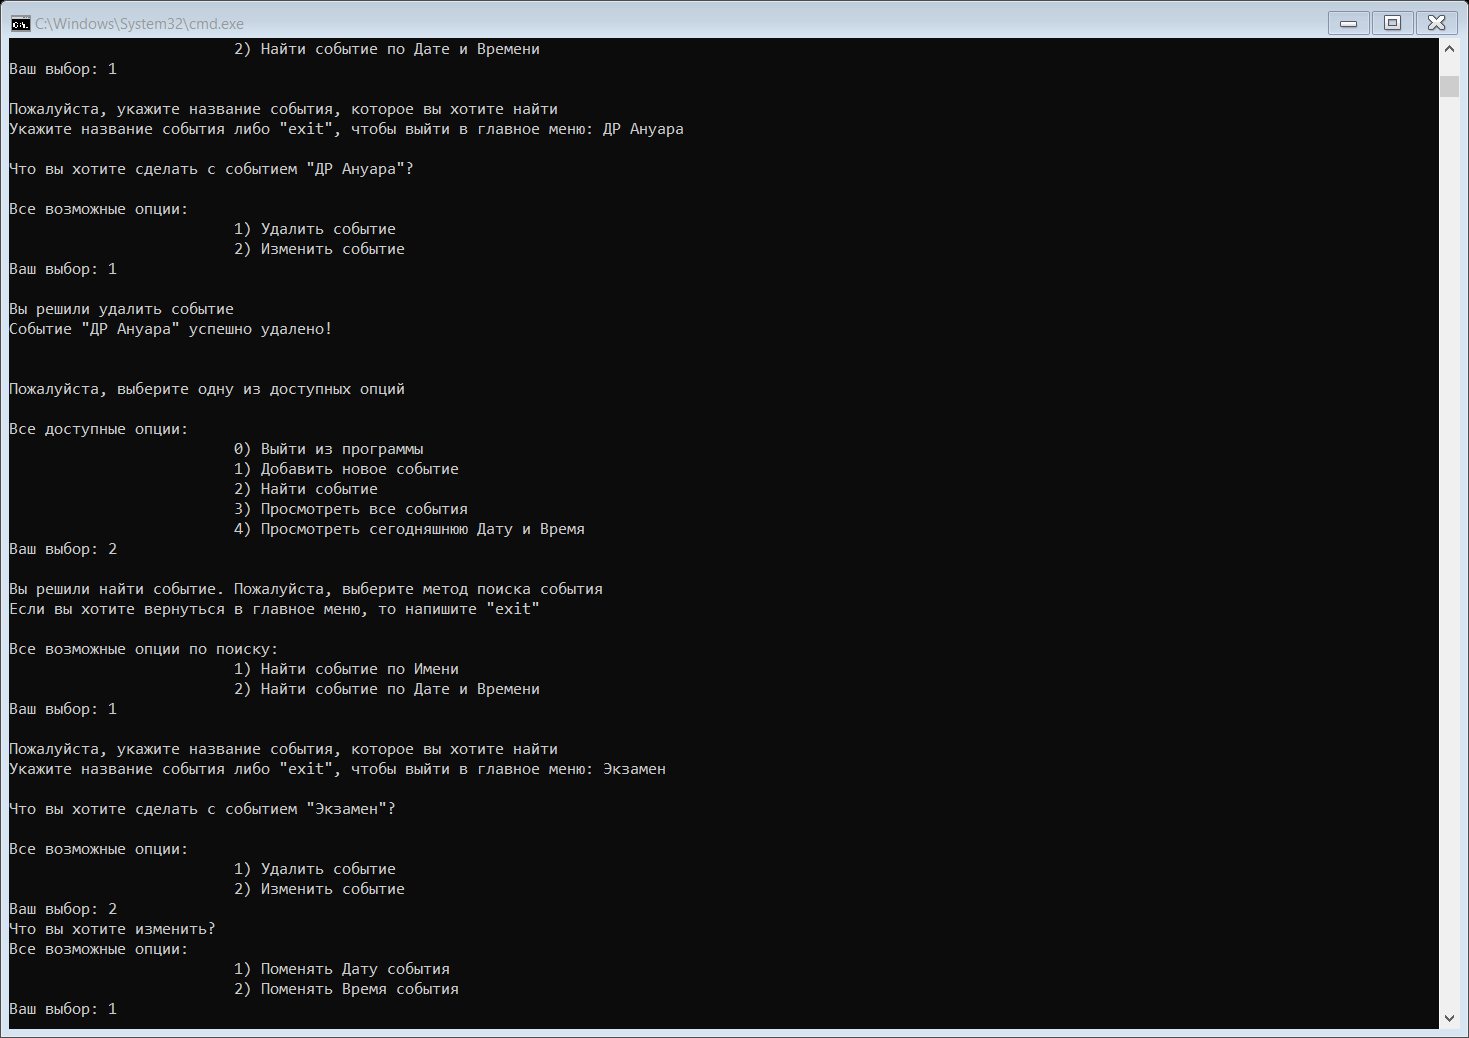 C:\Windows\System32\cmd.exe
2) Найти событие по Дате и Времени
Ваш выбор: 1
Пожалуйста, укажите название события, которое вы хотите найти
Укажите название события либо "exit", чтобы выйти в главное меню: ДР Ануара
Что вы хотите сделать с событием "ДР Ануара"?
Все возможные опции:
1) Удалить событие
2) Изменить событие
Ваш выбор: 1
Вы решили удалить событие
Событие "ДР Ануара" успешно удалено!
Пожалуйста, выберите одну из доступных опций
Все доступные опции:
0) Выйти из программы
1) Добавить новое событие
2) Найти событие
3) Просмотреть все события
4) Просмотреть сегодняшнюю Дату и Время
Ваш выбор: 2
Вы решили найти событие. Пожалуйста, выберите метод поиска события
Если вы хотите вернуться в главное меню, то напишите "exit"
Все возможные опции по поиску:
1) Найти событие по Имени
2) Найти событие по Дате и Времени
Ваш выбор: 1
Пожалуйста, укажите название события, которое вы хотите найти
Укажите название события либо "exit", чтобы выйти в главное меню: Экзамен
Что вы хотите сделать с событием "Экзамен"?
Все возможные опции:
1) Удалить событие
2) Изменить событие
Ваш выбор: 2
Что вы хотите изменить?
Все возможные опции:
1) Поменять Дату события
2) Поменять Время события
Ваш выбор: 1